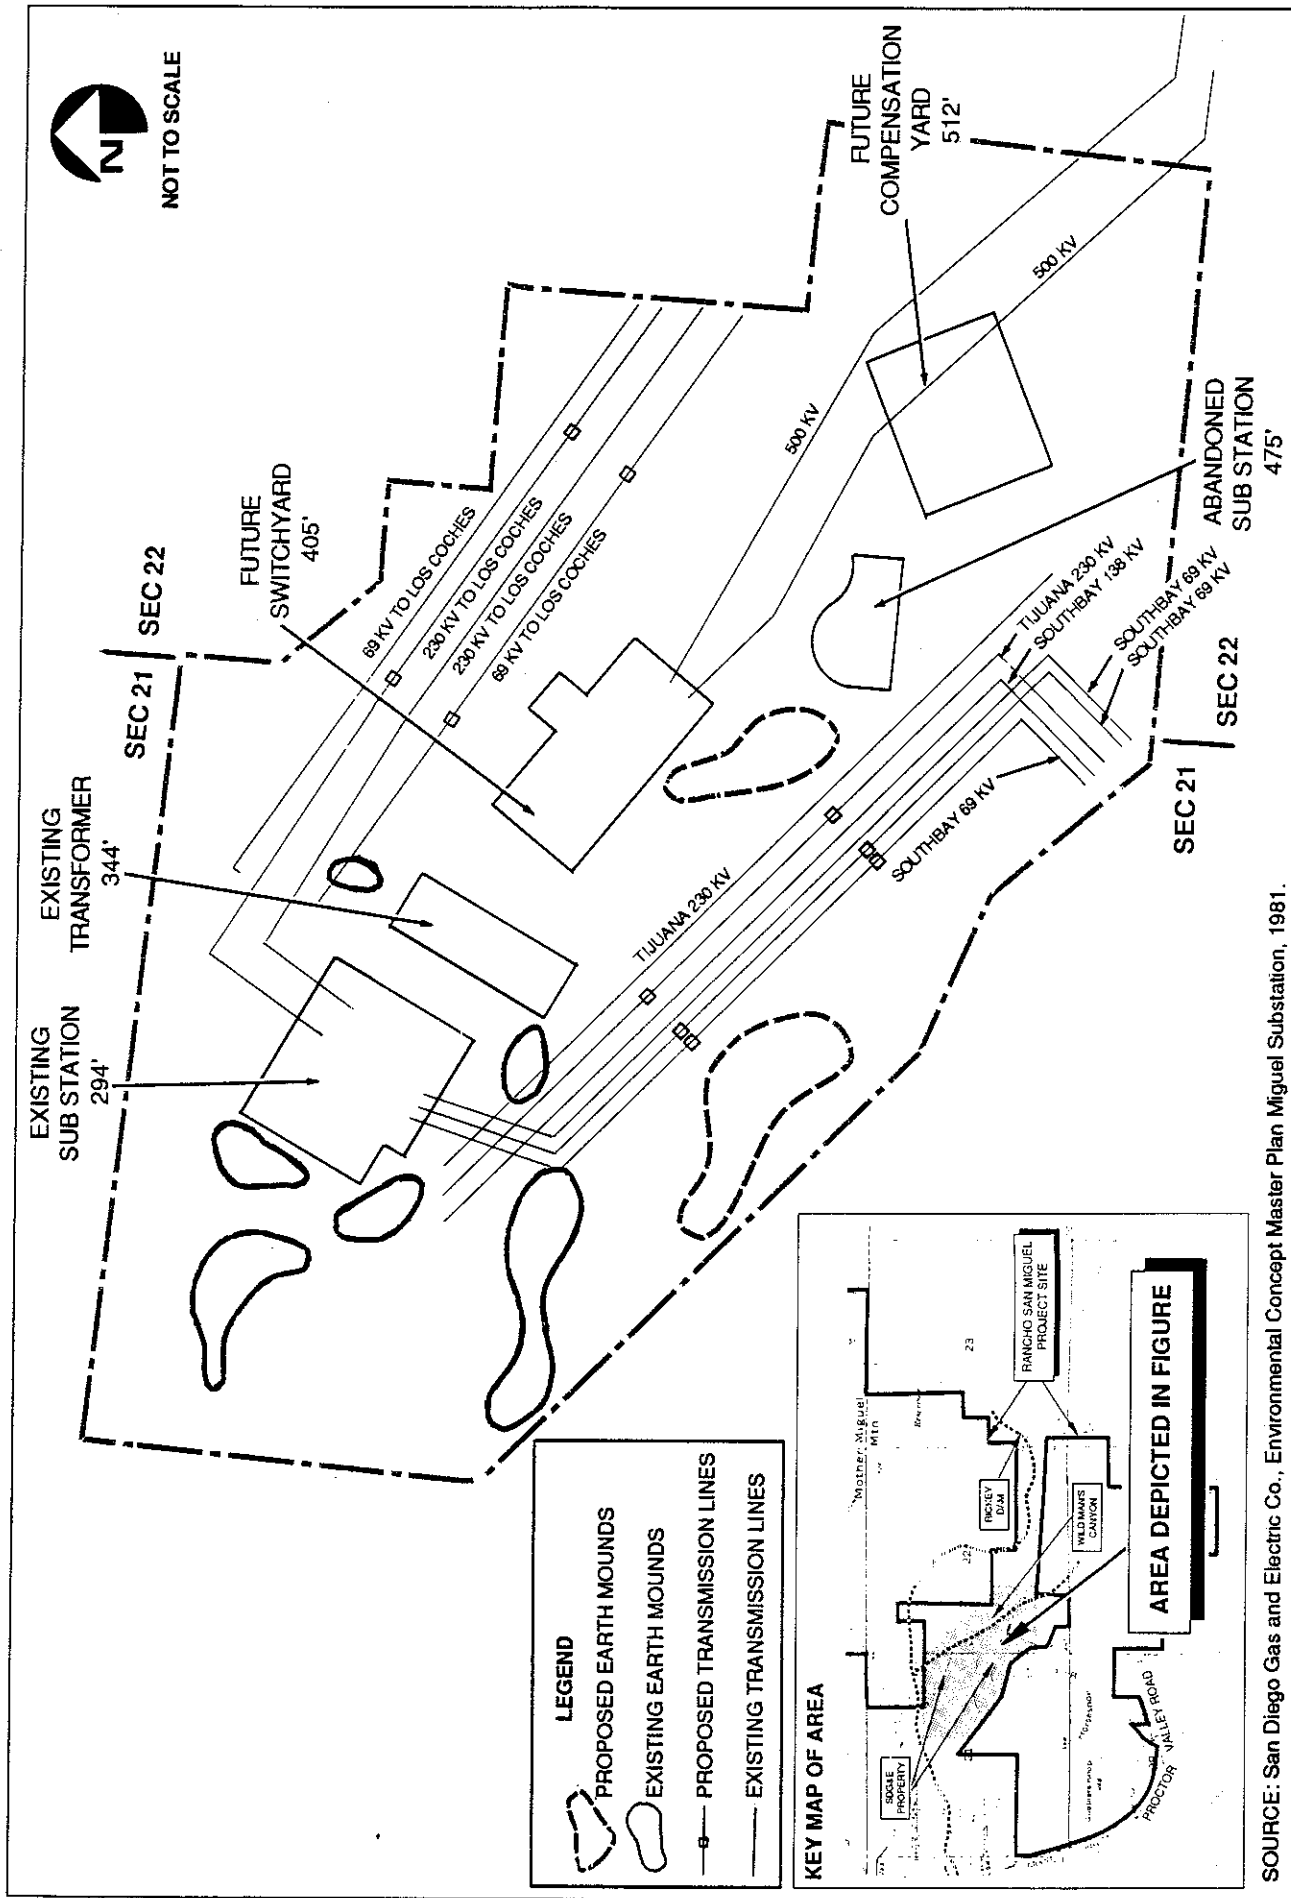 N
NOT TO SCALE
EXISTING
SUB STATION
294'
EXISTING
TRANSFORMER
344'
SEC 21
SEC 22
FUTURE
SWITCHYARD
405'
69 KV TO LOS COCHES
230 KV TO LOS COCHES
230 KV TO LOS COCHES
69 KV TO LOS COCHES
FUTURE
COMPENSATION
YARD
512'
500 KV
500 KV
TIJUANA 230 KV
SOUTHBAY 69 KV
TIJUANA 230 KV
SOUTHBAY 138 KV
SOUTHBAY 69 KV
SOUTHBAY 69 KV
ABANDONED
SUB STATION
475'
SEC 21
SEC 22
LEGEND
PROPOSED EARTH MOUNDS
EXISTING EARTH MOUNDS
PROPOSED TRANSMISSION LINES
EXISTING TRANSMISSION LINES
KEY MAP OF AREA
SDG&E
PROPERTY
Mother Miguel
Mtn
23
22
RICKEY
DAM
WILD MAN'S
CANYON
RANCHO SAN MIGUEL
PROJECT SITE
PROCTOR
VALLEY ROAD
AREA DEPICTED IN FIGURE
SOURCE: San Diego Gas and Electric Co., Environmental Concept Master Plan Miguel Substation, 1981.